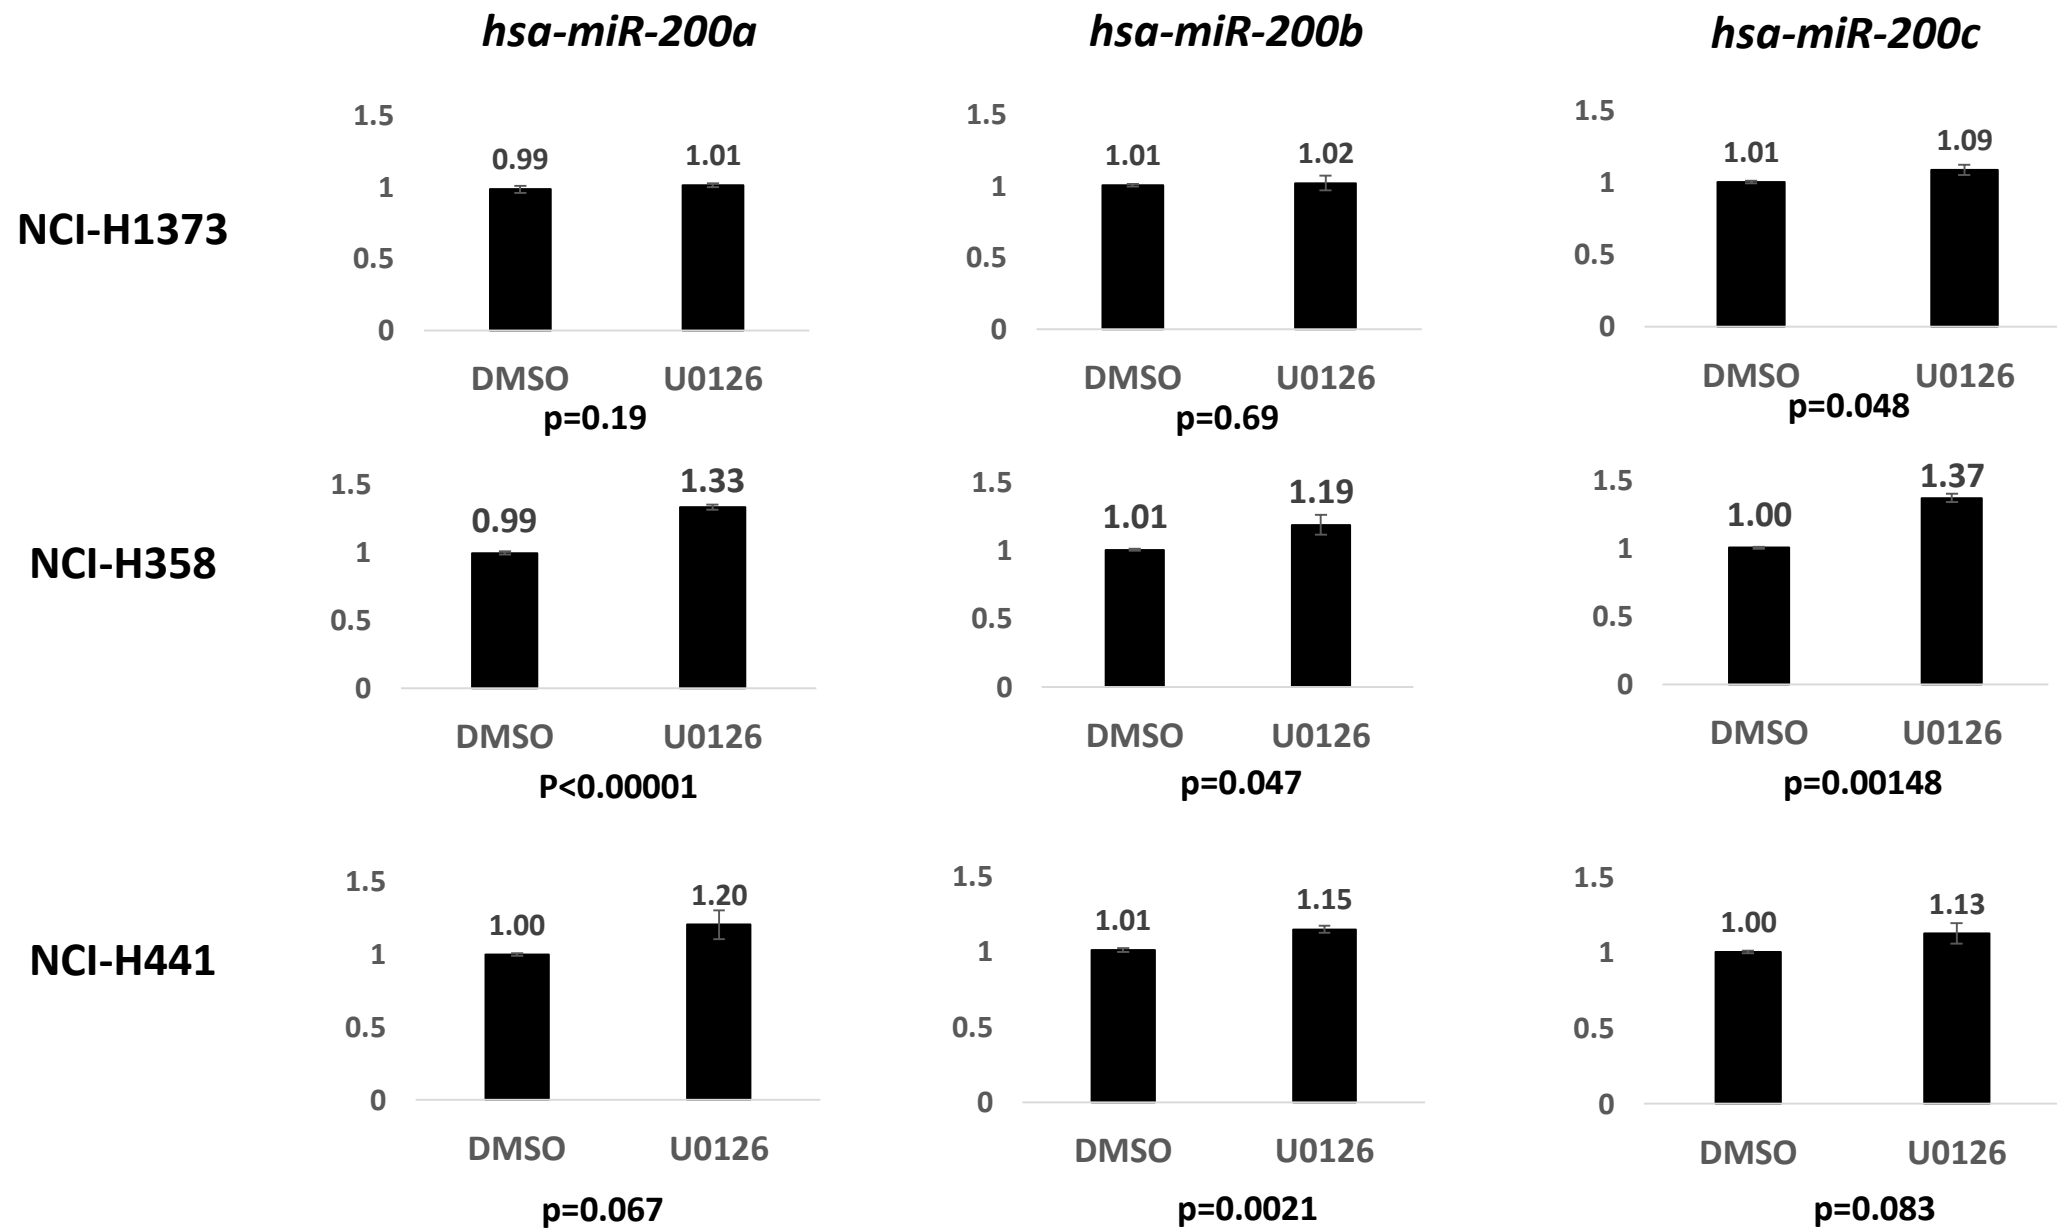 hsa-miR-200a
hsa-miR-200b
hsa-miR-200c
NCI-H1373
1.5
1
0.5
0
0.99
1.01
DMSO
U0126
p=0.19
1.5
1
0.5
0
1.01
1.02
DMSO
U0126
p=0.69
1.5
1
0.5
0
1.01
1.09
DMSO
U0126
p=0.048
NCI-H358
1.5
1
0.5
0
0.99
1.33
DMSO
U0126
P<0.00001
1.5
1
0.5
0
1.01
1.19
DMSO
U0126
p=0.047
1.5
1
0.5
0
1.00
1.37
DMSO
U0126
p=0.00148
NCI-H441
1.5
1
0.5
0
1.00
1.20
DMSO
U0126
p=0.067
1.5
1
0.5
0
1.01
1.15
DMSO
U0126
p=0.0021
1.5
1
0.5
0
1.00
1.13
DMSO
U0126
p=0.083